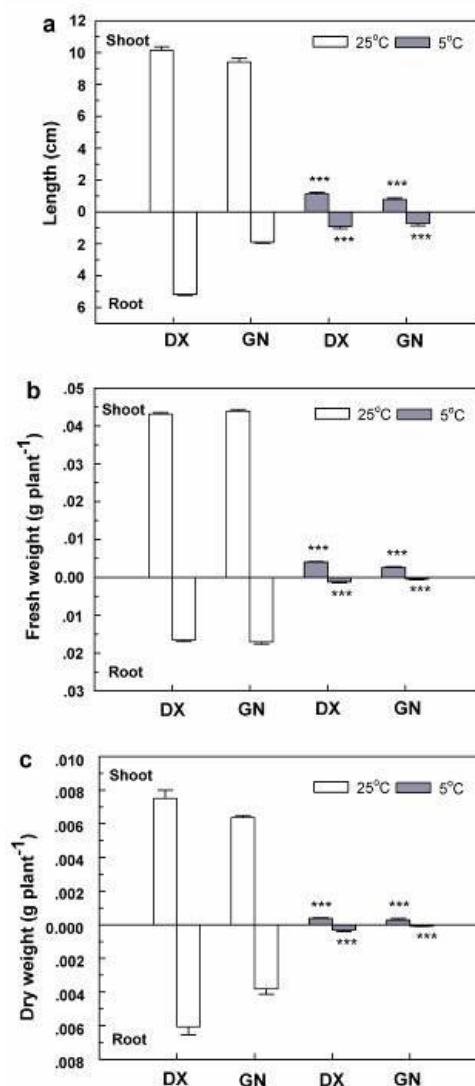 a
12
Shoot
25°C
5°C
10
8
6
4
2
0
2
4
6
Length (cm)
***
***
***
***
Root
DX
GN
DX
GN
b
.05
Shoot
25°C
5°C
.04
.03
.02
.01
0.00
.01
.02
.03
Fresh weight (g plant-1)
***
***
***
***
Root
DX
GN
DX
GN
c
.010
Shoot
25°C
5°C
.008
.006
.004
.002
0.000
.002
.004
.006
.008
Dry weight (g plant-1)
***
***
***
***
Root
DX
GN
DX
GN